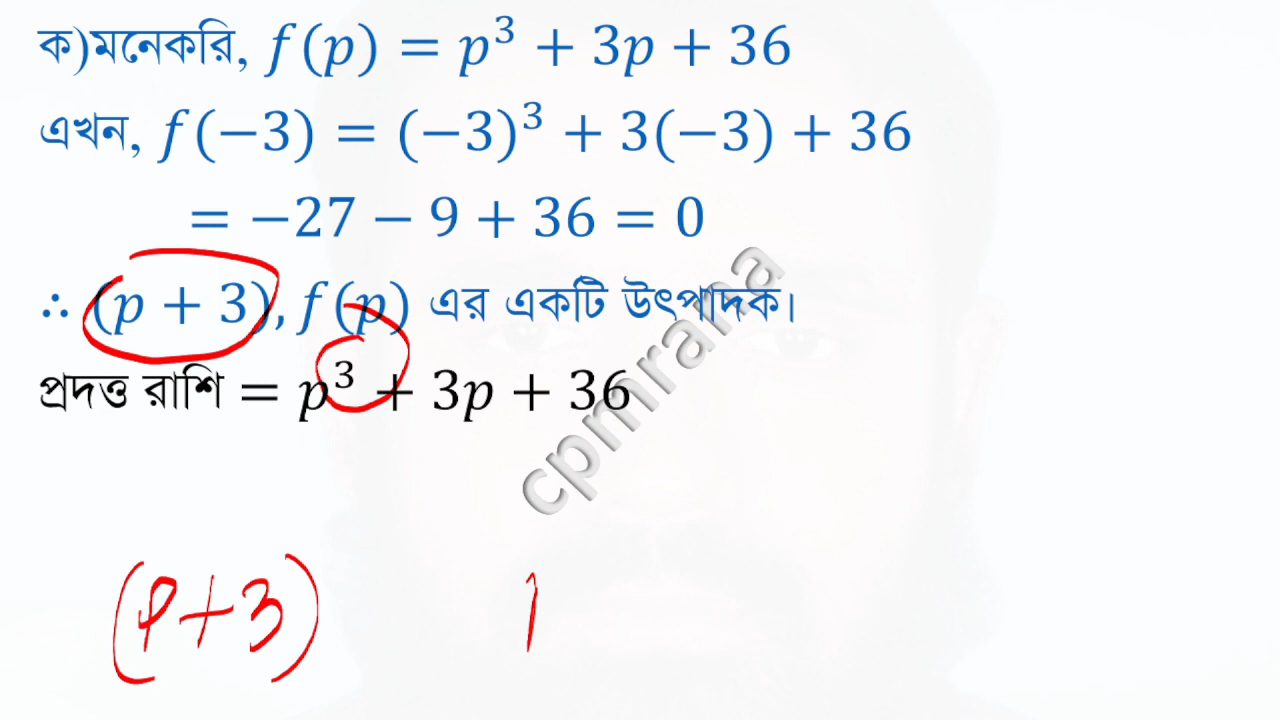 ক)মনেকরি, f(p) = p³ + 3p + 36
এখন, f(−3) = (−3)³ + 3(−3) + 36
= −27 − 9 + 36 = 0
∴ (p + 3), f(p) এর একটি উৎপাদক।
প্রদত্ত রাশি = p³ + 3p + 36
cpmrana
(p+3)